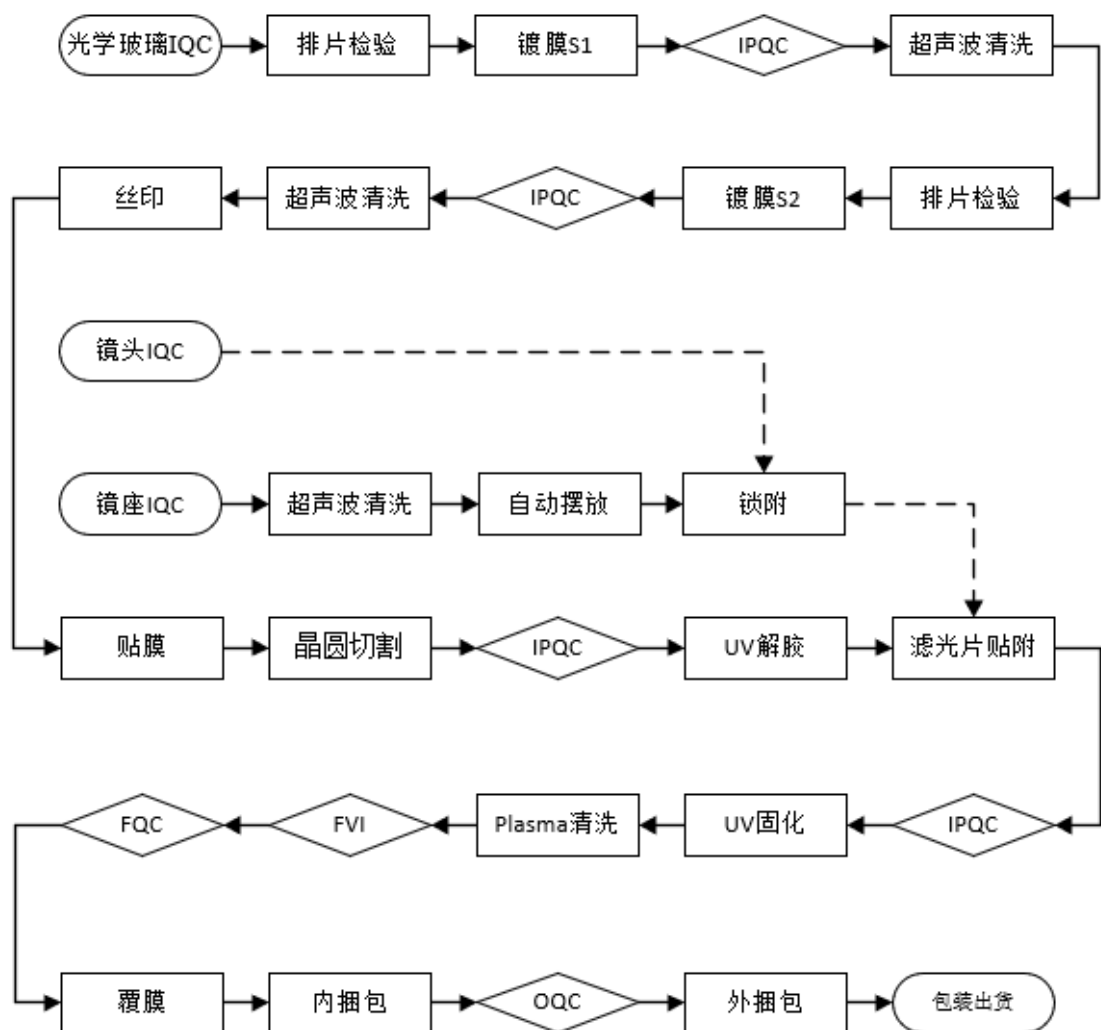 光学玻璃IQC
排片检验
镀膜S1
IPQC
超声波清洗
丝印
超声波清洗
IPQC
镀膜S2
排片检验
镜头IQC
镜座IQC
超声波清洗
自动摆放
锁附
贴膜
晶圆切割
IPQC
UV解胶
滤光片贴附
FQC
FVI
Plasma清洗
UV固化
IPQC
覆膜
内捆包
OQC
外捆包
包装出货